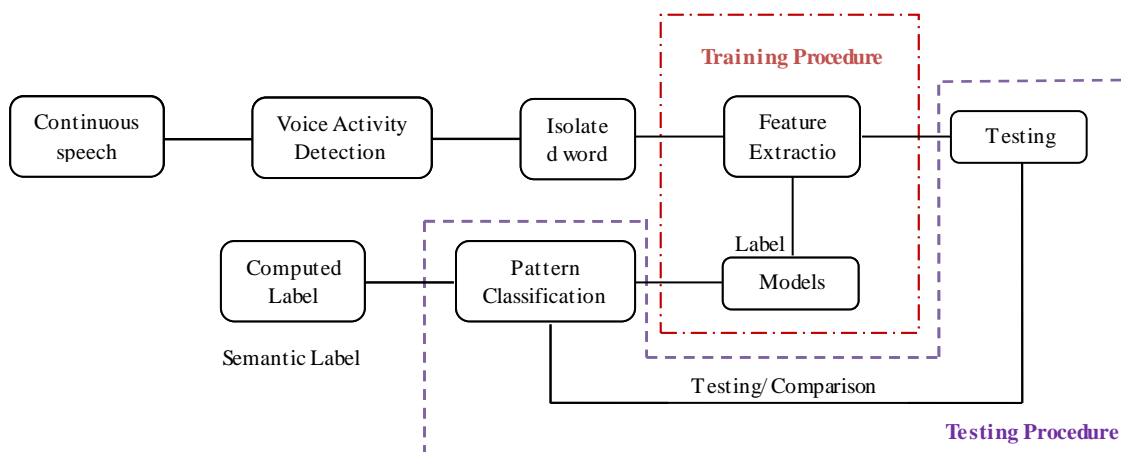 Training Procedure
Continuous
speech
Voice Activity
Detection
Isolate
d word
Feature
Extractio
Testing
Label
Computed
Label
Pattern
Classification
Models
Semantic Label
Testing/ Comparison
Testing Procedure